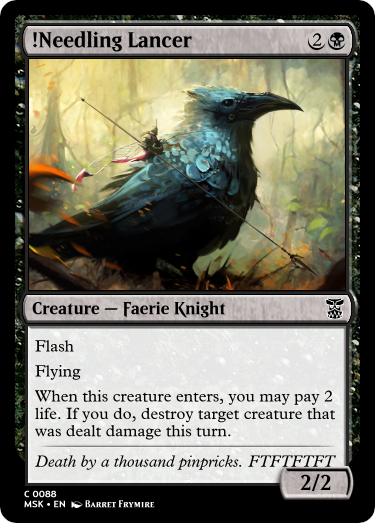 !Needling Lancer 2
Creature — Faerie Knight
Flash
Flying
When this creature enters, you may pay 2
life. If you do, destroy target creature that
was dealt damage this turn.
Death by a thousand pinpricks. FTFTFTFT
2/2
C 0088
MSK • EN Barret Frymire